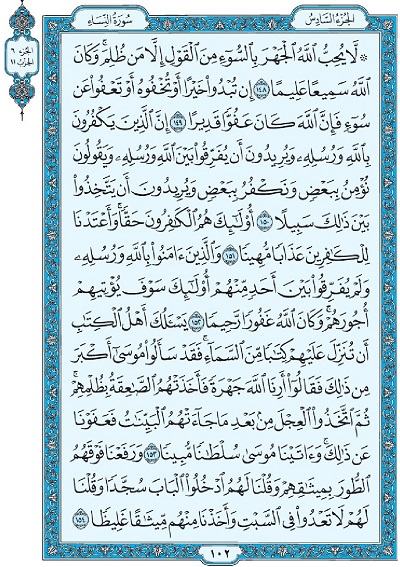 الجزء السادس
سورة النساء
الجزء ٦
الحزب ١١
۞ لَّا يُحِبُّ ٱللَّهُ ٱلْجَهْرَ بِٱلسُّوٓءِ مِنَ ٱلْقَوْلِ إِلَّا مَن ظُلِمَ ۚ وَكَانَ
ٱللَّهُ سَمِيعًا عَلِيمًا ١٤٨ إِن تُبْدُوا۟ خَيْرًا أَوْ تُخْفُوهُ أَوْ تَعْفُوا۟ عَن
سُوٓءٍ فَإِنَّ ٱللَّهَ كَانَ عَفُوًّا قَدِيرًا ١٤٩ إِنَّ ٱلَّذِينَ يَكْفُرُونَ
بِٱللَّهِ وَرُسُلِهِۦ وَيُرِيدُونَ أَن يُفَرِّقُوا۟ بَيْنَ ٱللَّهِ وَرُسُلِهِۦ وَيَقُولُونَ
نُؤْمِنُ بِبَعْضٍ وَنَكْفُرُ بِبَعْضٍ وَيُرِيدُونَ أَن يَتَّخِذُوا۟
بَيْنَ ذَٰلِكَ سَبِيلًا ١٥٠ أُو۟لَٰٓئِكَ هُمُ ٱلْكَٰفِرُونَ حَقًّا ۚ وَأَعْتَدْنَا
لِلْكَٰفِرِينَ عَذَابًا مُّهِينًا ١٥١ وَٱلَّذِينَ ءَامَنُوا۟ بِٱللَّهِ وَرُسُلِهِۦ
وَلَمْ يُفَرِّقُوا۟ بَيْنَ أَحَدٍ مِّنْهُمْ أُو۟لَٰٓئِكَ سَوْفَ يُؤْتِيهِمْ
أُجُورَهُمْ ۗ وَكَانَ ٱللَّهُ غَفُورًا رَّحِيمًا ١٥٢ يَسْـَٔلُكَ أَهْلُ ٱلْكِتَٰبِ
أَن تُنَزِّلَ عَلَيْهِمْ كِتَٰبًا مِّنَ ٱلسَّمَآءِ ۚ فَقَدْ سَأَلُوا۟ مُوسَىٰٓ أَكْبَرَ
مِن ذَٰلِكَ فَقَالُوٓا۟ أَرِنَا ٱللَّهَ جَهْرَةً فَأَخَذَتْهُمُ ٱلصَّٰعِقَةُ بِظُلْمِهِمْ ۚ
ثُمَّ ٱتَّخَذُوا۟ ٱلْعِجْلَ مِنۢ بَعْدِ مَا جَآءَتْهُمُ ٱلْبَيِّنَٰتُ فَعَفَوْنَا
عَن ذَٰلِكَ ۚ وَءَاتَيْنَا مُوسَىٰ سُلْطَٰنًا مُّبِينًا ١٥٣ وَرَفَعْنَا فَوْقَهُمُ
ٱلطُّورَ بِمِيثَٰقِهِمْ وَقُلْنَا لَهُمُ ٱدْخُلُوا۟ ٱلْبَابَ سُجَّدًا وَقُلْنَا
لَهُمْ لَا تَعْدُوا۟ فِى ٱلسَّبْتِ وَأَخَذْنَا مِنْهُم مِّيثَٰقًا غَلِيظًا ١٥٤
١٠٢